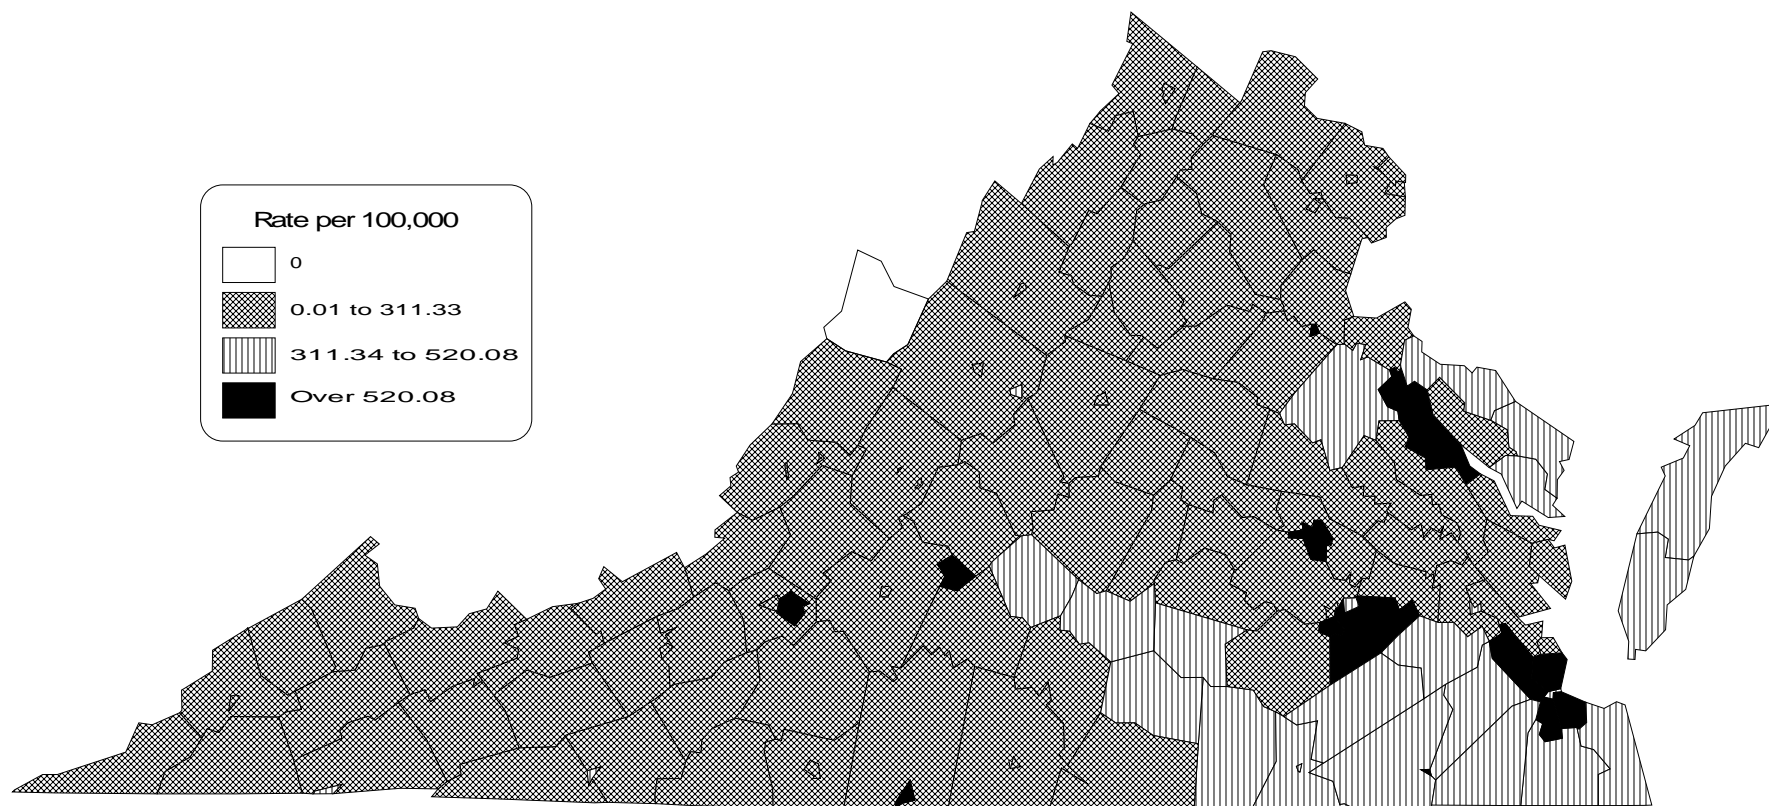 Rate per 100,000
0
0.01 to 311.33
311.34 to 520.08
Over 520.08